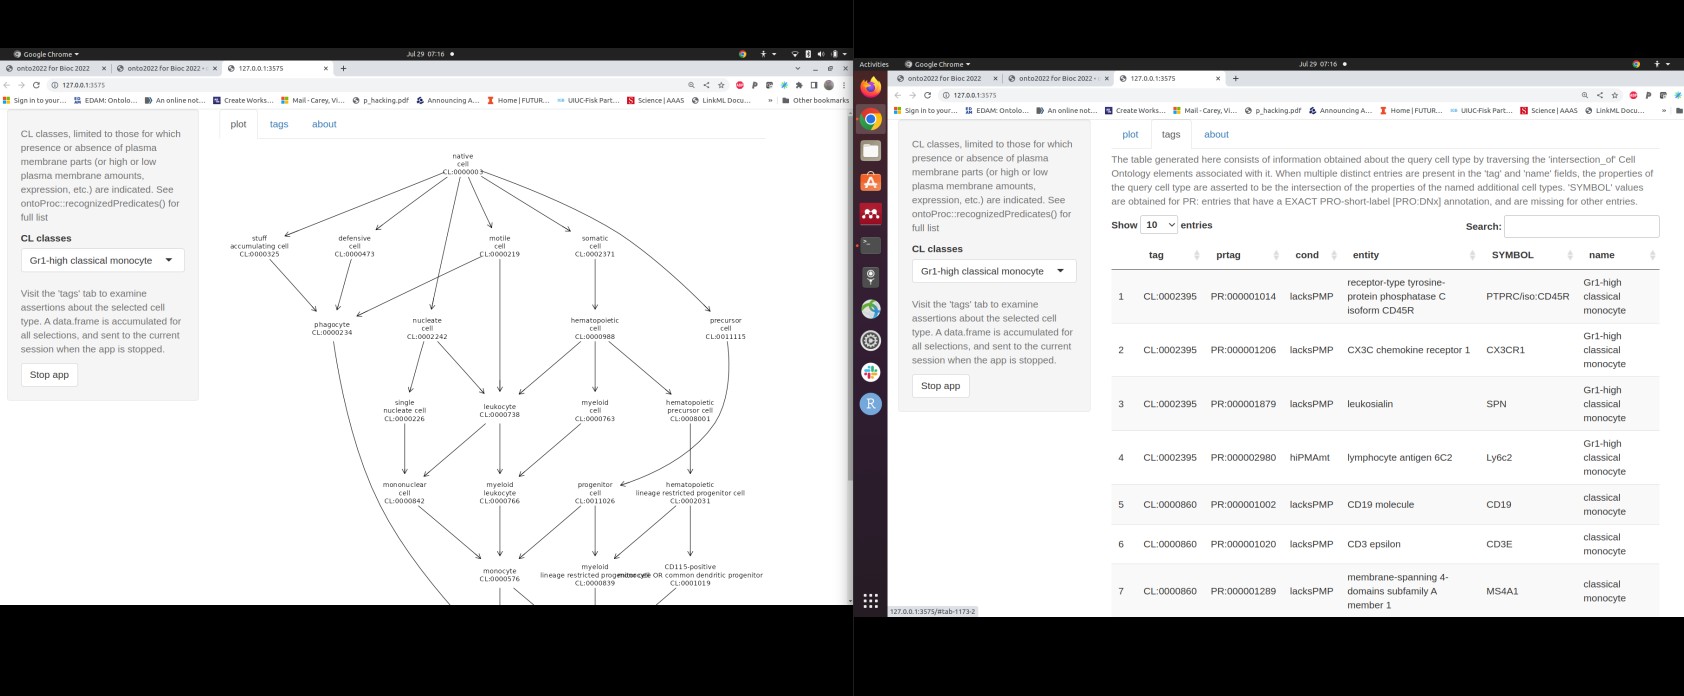 Google Chrome
Jul 29 07:16
onto2022 for Bioc 2022
onto2022 for Bioc 2022 -
127.0.0.1:3575
127.0.0.1:3575
Sign in to your...
EDAM: Ontolo...
An online not...
Create Works...
Mail - Carey, Vi...
p_hacking.pdf
Announcing A...
Home | FUTUR...
UIUC-Fisk Part...
Science | AAAS
LinkML Docu...
»
Other bookmarks
CL classes, limited to those for which
presence or absence of plasma
membrane parts (or high or low
plasma membrane amounts,
expression, etc.) are indicated. See
ontoProc::recognizedPredicates() for
full list
CL classes
Gr1-high classical monocyte
Visit the 'tags' tab to examine
assertions about the selected cell
type. A data.frame is accumulated for
all selections, and sent to the current
session when the app is stopped.
Stop app
plot tags about
native
cell
CL:0000003
stuff
accumulating cell
CL:0000325
defensive
cell
CL:0000473
motile
cell
CL:0000219
somatic
cell
CL:0002371
phagocyte
CL:0000234
nucleate
cell
CL:0002242
hematopoietic
cell
CL:0000988
precursor
cell
CL:0011115
single
nucleate cell
CL:0000226
leukocyte
CL:0000738
myeloid
cell
CL:0000763
hematopoietic
precursor cell
CL:0008001
mononuclear
cell
CL:0000842
myeloid
leukocyte
CL:0000766
progenitor
cell
CL:0011026
hematopoietic
lineage restricted progenitor cell
CL:0002031
monocyte
CL:0000576
myeloid
lineage restricted progenitor cell
CL:0000839
CD115-positive
monocyte OR common dendritic progenitor
CL:0001019
Activities
Google Chrome
Jul 29 07:16
onto2022 for Bioc 2022
onto2022 for Bioc 2022 -
127.0.0.1:3575
127.0.0.1:3575
Sign in to your...
EDAM: Ontolo...
An online not...
Create Works...
Mail - Carey, Vi...
p_hacking.pdf
Announcing A...
Home | FUTUR...
UIUC-Fisk Part...
Science | AAAS
LinkML Docu...
»
CL classes, limited to those for which
presence or absence of plasma
membrane parts (or high or low
plasma membrane amounts,
expression, etc.) are indicated. See
ontoProc::recognizedPredicates() for
full list
CL classes
Gr1-high classical monocyte
Visit the 'tags' tab to examine
assertions about the selected cell
type. A data.frame is accumulated for
all selections, and sent to the current
session when the app is stopped.
Stop app
plot tags about
The table generated here consists of information obtained about the query cell type by traversing the 'intersection_of' Cell
Ontology elements associated with it. When multiple distinct entries are present in the 'tag' and 'name' fields, the properties of
the query cell type are asserted to be the intersection of the properties of the named additional cell types. 'SYMBOL' values
are obtained for PR: entries that have a EXACT PRO-short-label [PRO:DNx] annotation, and are missing for other entries.
Show 10 entries
Search:
tag prtag cond entity SYMBOL name
1 CL:0002395 PR:000001014 lacksPMP receptor-type tyrosine-protein phosphatase C isoform CD45R PTPRC/iso:CD45R Gr1-high classical monocyte
2 CL:0002395 PR:000001206 lacksPMP CX3C chemokine receptor 1 CX3CR1 Gr1-high classical monocyte
3 CL:0002395 PR:000001879 lacksPMP leukosialin SPN Gr1-high classical monocyte
4 CL:0002395 PR:000002980 hiPMAmt lymphocyte antigen 6C2 Ly6c2 Gr1-high classical monocyte
5 CL:0000860 PR:000001002 lacksPMP CD19 molecule CD19 classical monocyte
6 CL:0000860 PR:000001020 lacksPMP CD3 epsilon CD3E classical monocyte
7 CL:0000860 PR:000001289 lacksPMP membrane-spanning 4-domains subfamily A member 1 MS4A1 classical monocyte
127.0.0.1:3575/#tab-1173-2